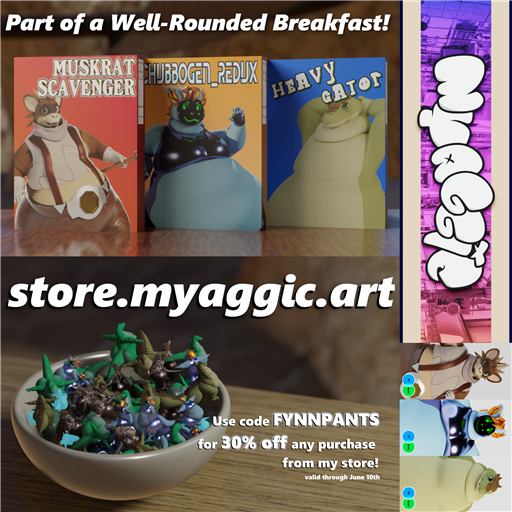 Part of a Well-Rounded Breakfast!
MUSKRAT
SCAVENGER
CHUBBOGEN_REDUX
HEAVY
GATOR
store.myaggic.art
Use code FYNNPANTS
for 30% off any purchase
from my store!
valid through June 10th